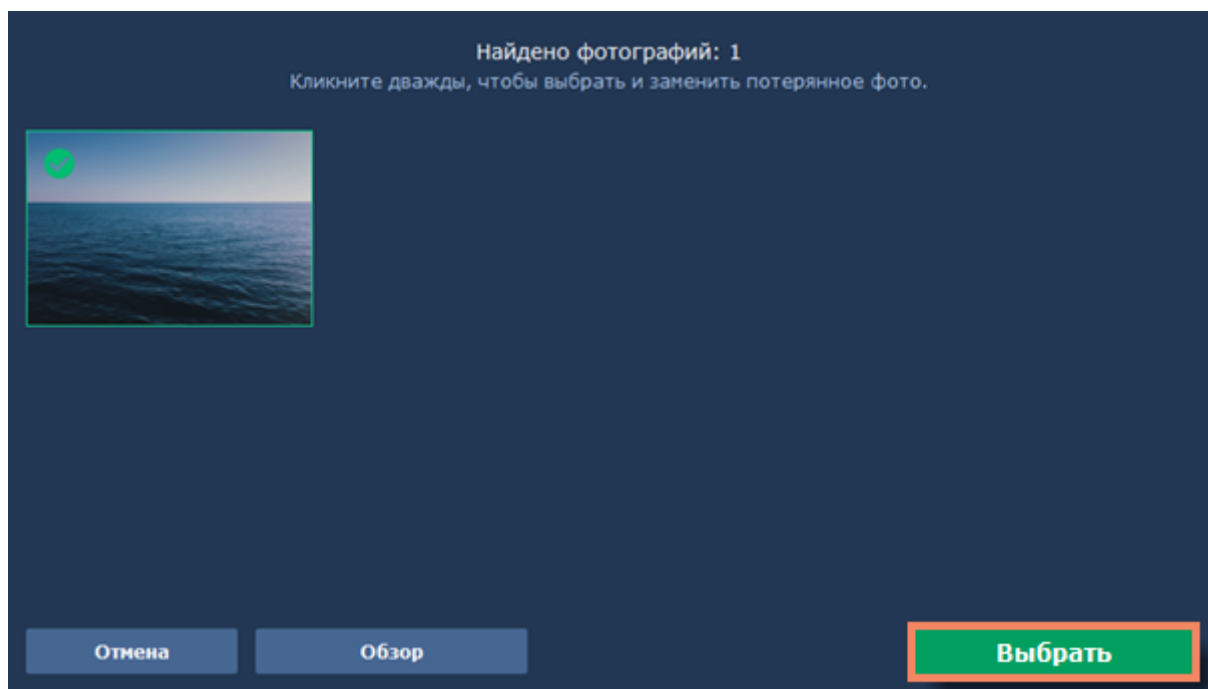 Найдено фотографий: 1
Кликните дважды, чтобы выбрать и заменить потерянное фото.
Отмена
Обзор
Выбрать